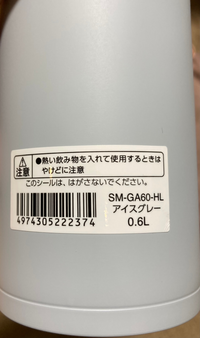 注意
●熱い飲み物を入れて使用するときは
やけどに注意
このシールは、はがさないでください。
SM-GA60-HL
アイスグレー
0.6L
4974305222374